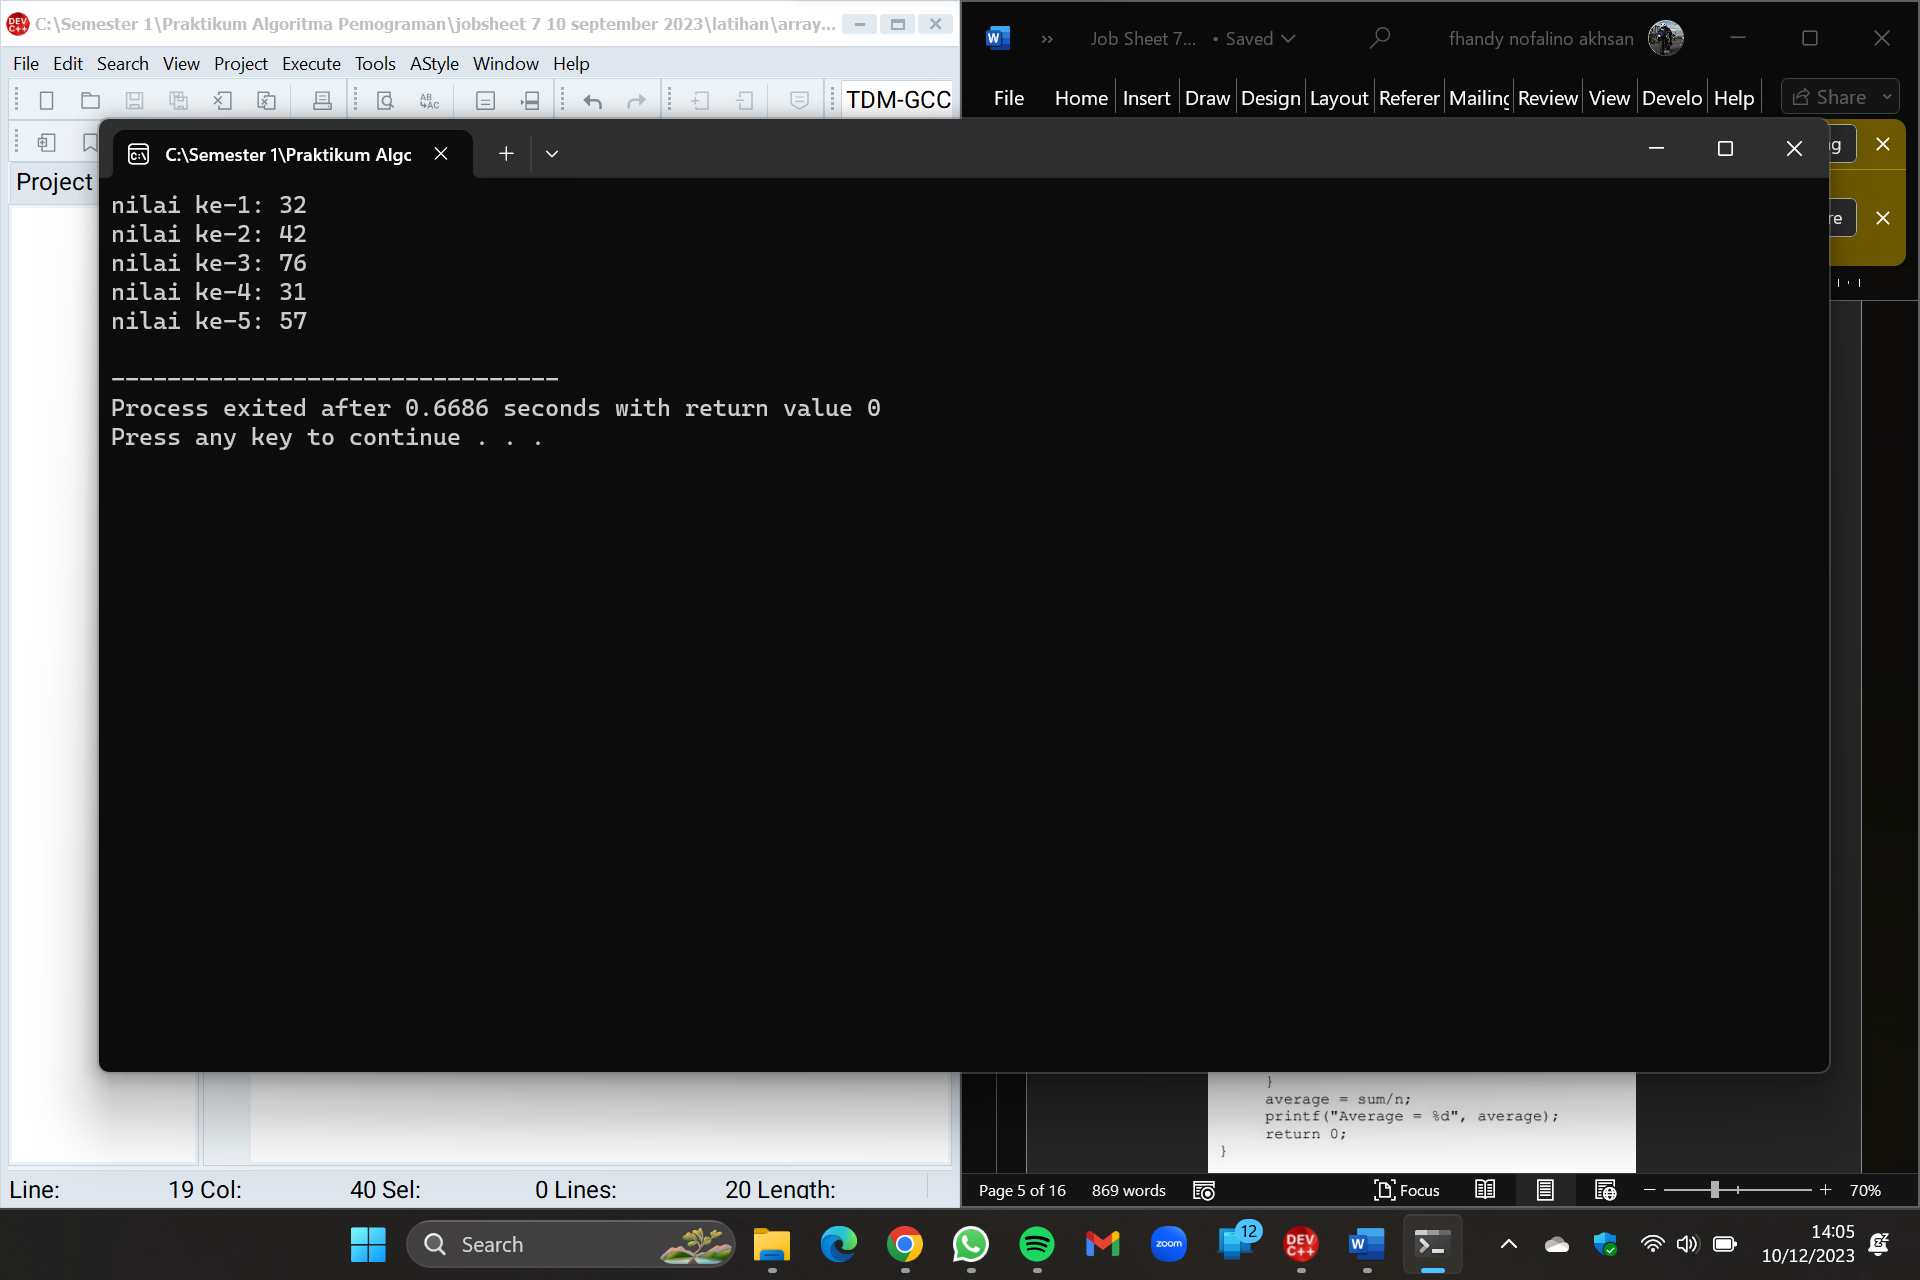 C:\Semester 1\Praktikum Algoritma Pemograman\jobsheet 7 10 september 2023\latihan\array...
File Edit Search View Project Execute Tools AStyle Window Help
TDM-GCC
Project
Job Sheet 7... • Saved
fhandy nofalino akhsan
File Home Insert Draw Design Layout Referer Mailing Review View Develo Help Share
C:\Semester 1\Praktikum Algo
nilai ke-1: 32
nilai ke-2: 42
nilai ke-3: 76
nilai ke-4: 31
nilai ke-5: 57
--------------------------------
Process exited after 0.6686 seconds with return value 0
Press any key to continue . . .
}
average = sum/n;
printf("Average = %d", average);
return 0;
}
Line: 19 Col: 40 Sel: 0 Lines: 20 Length:
Page 5 of 16 869 words Focus 70%
Search
zoom
12
DEV C++
14:05
10/12/2023